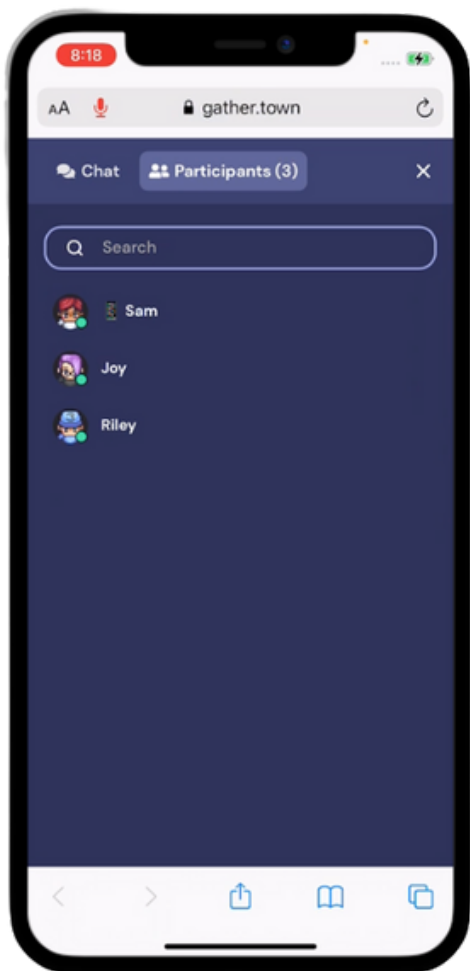 8:18
AA gather.town
Chat Participants (3)
Search
Sam
Joy
Riley